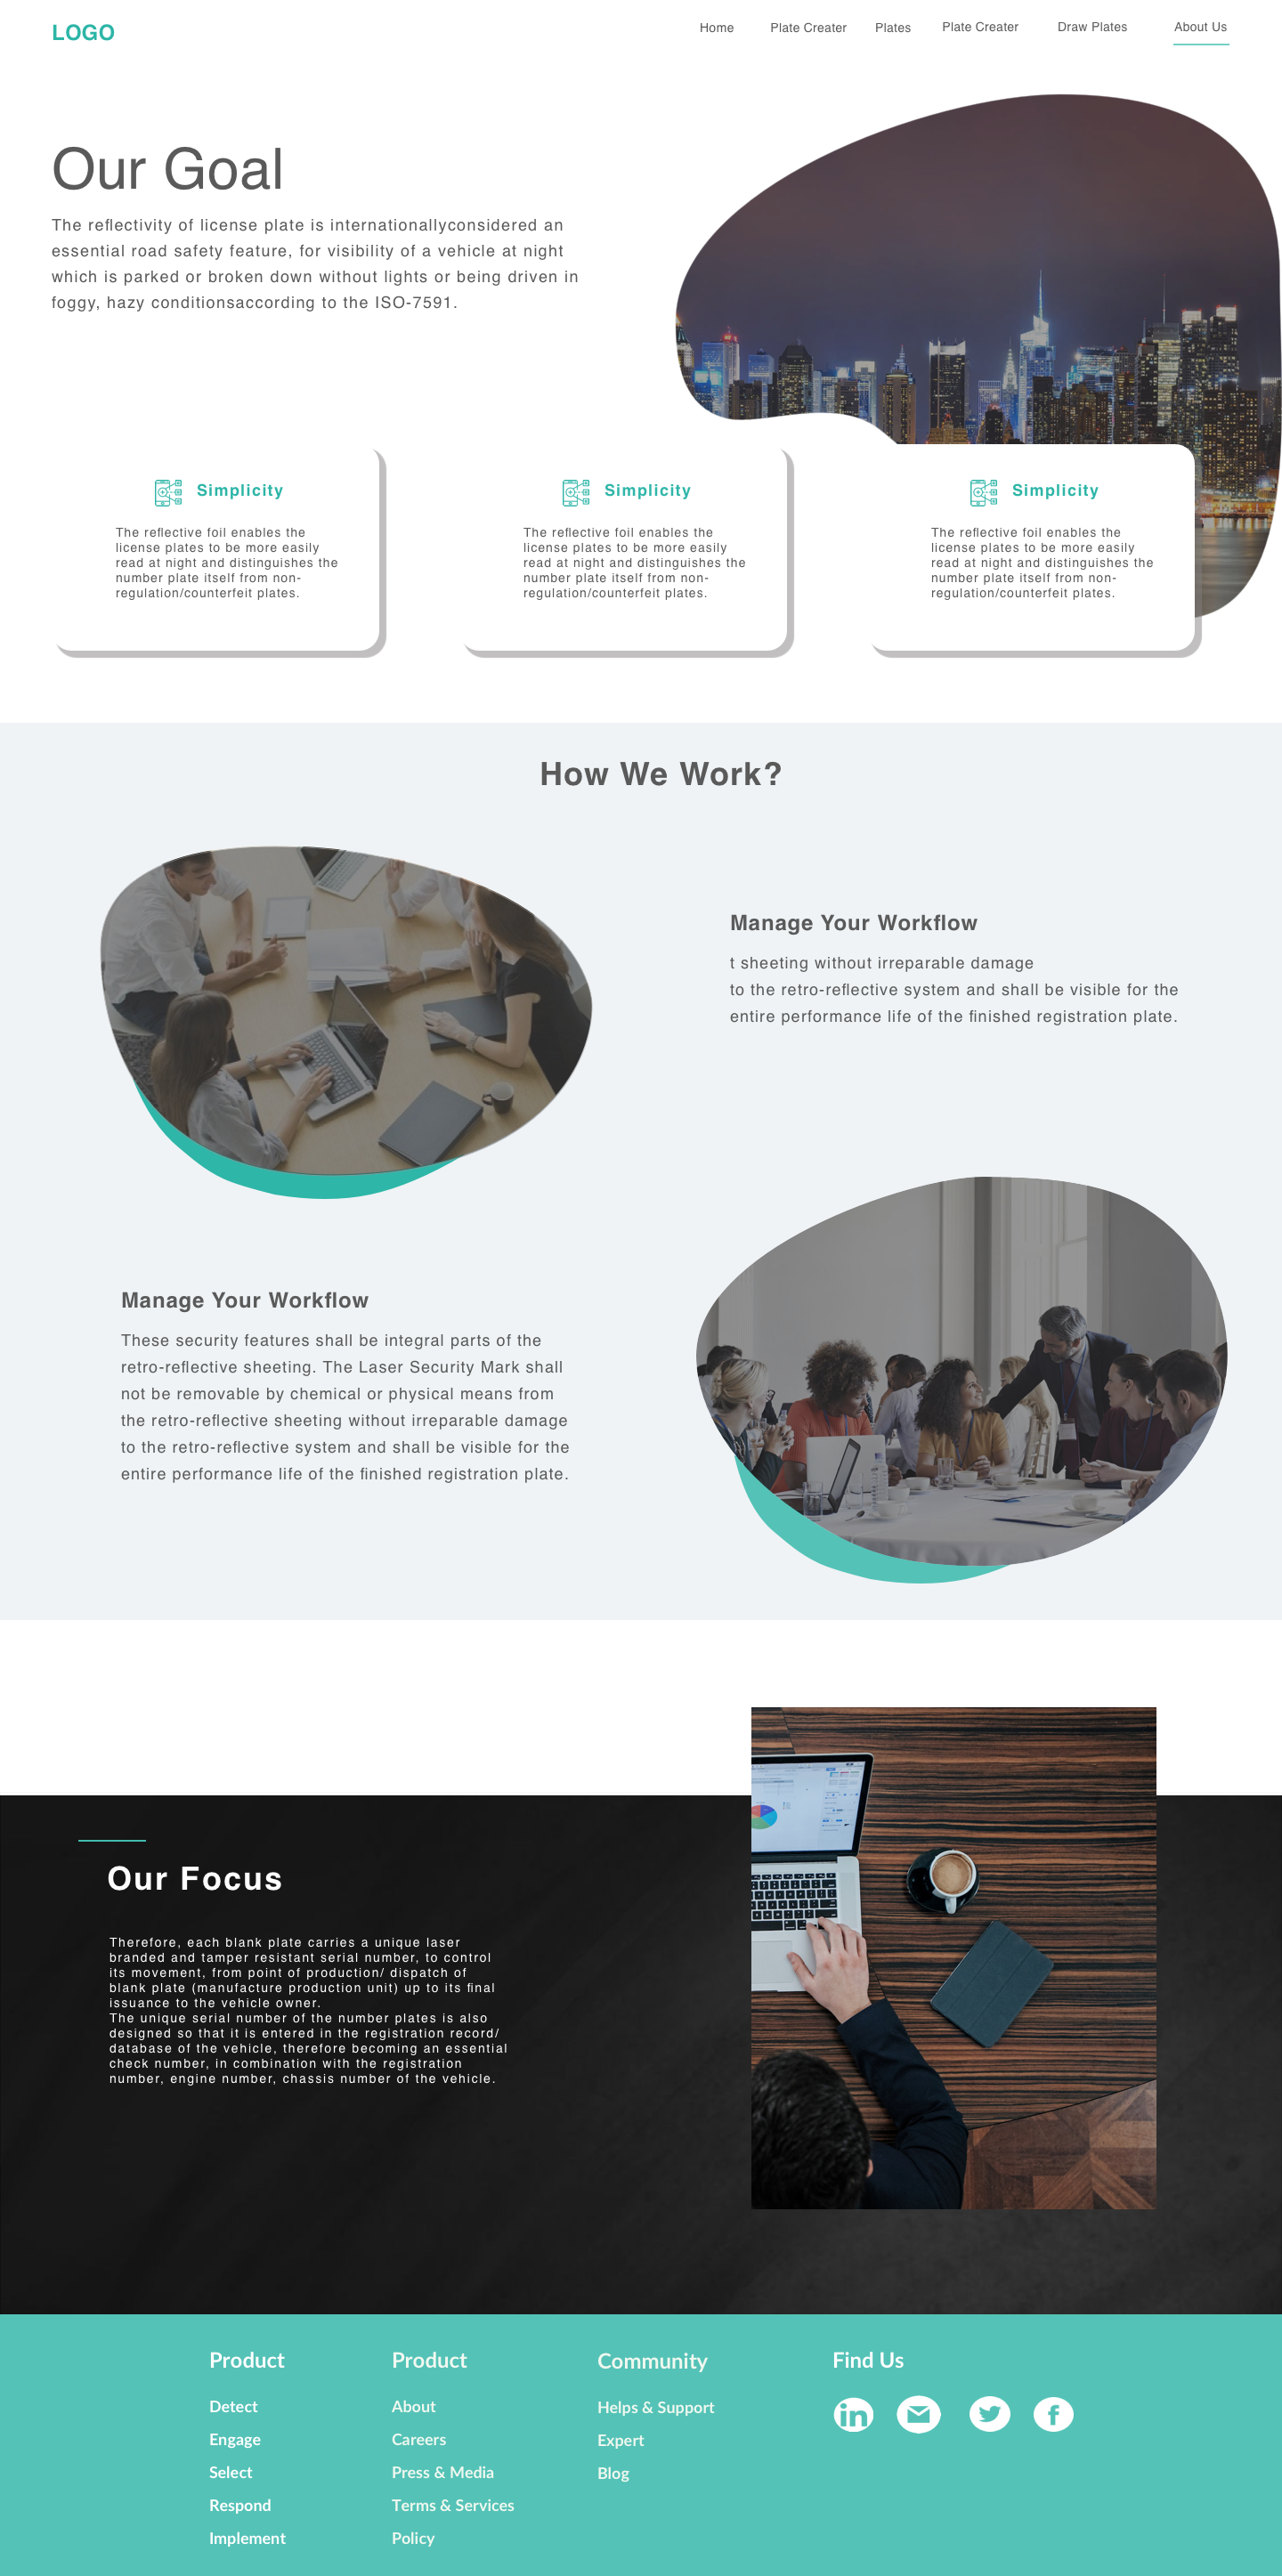 LOGO
Home Plate Creater Plates Plate Creater Draw Plates About Us
Our Goal
The reflectivity of license plate is internationallyconsidered an
essential road safety feature, for visibility of a vehicle at night
which is parked or broken down without lights or being driven in
foggy, hazy conditionsaccording to the ISO-7591.
Simplicity
The reflective foil enables the
license plates to be more easily
read at night and distinguishes the
number plate itself from non-
regulation/counterfeit plates.
Simplicity
The reflective foil enables the
license plates to be more easily
read at night and distinguishes the
number plate itself from non-
regulation/counterfeit plates.
Simplicity
The reflective foil enables the
license plates to be more easily
read at night and distinguishes the
number plate itself from non-
regulation/counterfeit plates.
How We Work?
Manage Your Workflow
t sheeting without irreparable damage
to the retro-reflective system and shall be visible for the
entire performance life of the finished registration plate.
Manage Your Workflow
These security features shall be integral parts of the
retro-reflective sheeting. The Laser Security Mark shall
not be removable by chemical or physical means from
the retro-reflective sheeting without irreparable damage
to the retro-reflective system and shall be visible for the
entire performance life of the finished registration plate.
Our Focus
Therefore, each blank plate carries a unique laser
branded and tamper resistant serial number, to control
its movement, from point of production/ dispatch of
blank plate (manufacture production unit) up to its final
issuance to the vehicle owner.
The unique serial number of the number plates is also
designed so that it is entered in the registration record/
database of the vehicle, therefore becoming an essential
check number, in combination with the registration
number, engine number, chassis number of the vehicle.
Product
Detect
Engage
Select
Respond
Implement
Product
About
Careers
Press & Media
Terms & Services
Policy
Community
Helps & Support
Expert
Blog
Find Us
in
f